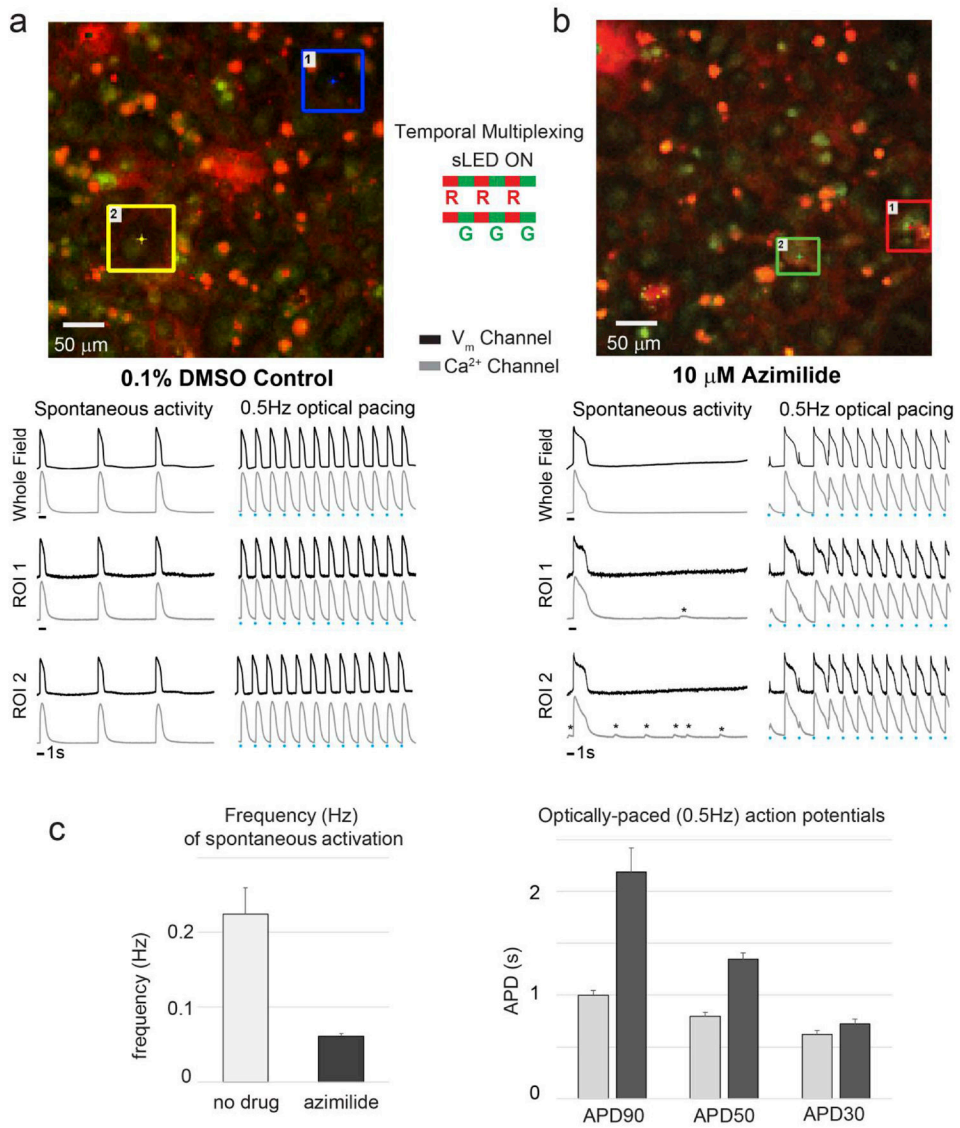 a
b
1
2
50 μm
Temporal Multiplexing
sLED ON
R R R
G G G
Vm Channel
Ca2+ Channel
1
2
50 μm
0.1% DMSO Control
Spontaneous activity
0.5Hz optical pacing
Whole Field
ROI 1
ROI 2
1s
10 μM Azimilide
Spontaneous activity
0.5Hz optical pacing
Whole Field
ROI 1
*
ROI 2
* * * * * *
1s
c
Frequency (Hz)
of spontaneous activation
frequency (Hz)
0.2
0.1
0
no drug
azimilide
Optically-paced (0.5Hz) action potentials
APD (s)
2
1
0
APD90
APD50
APD30